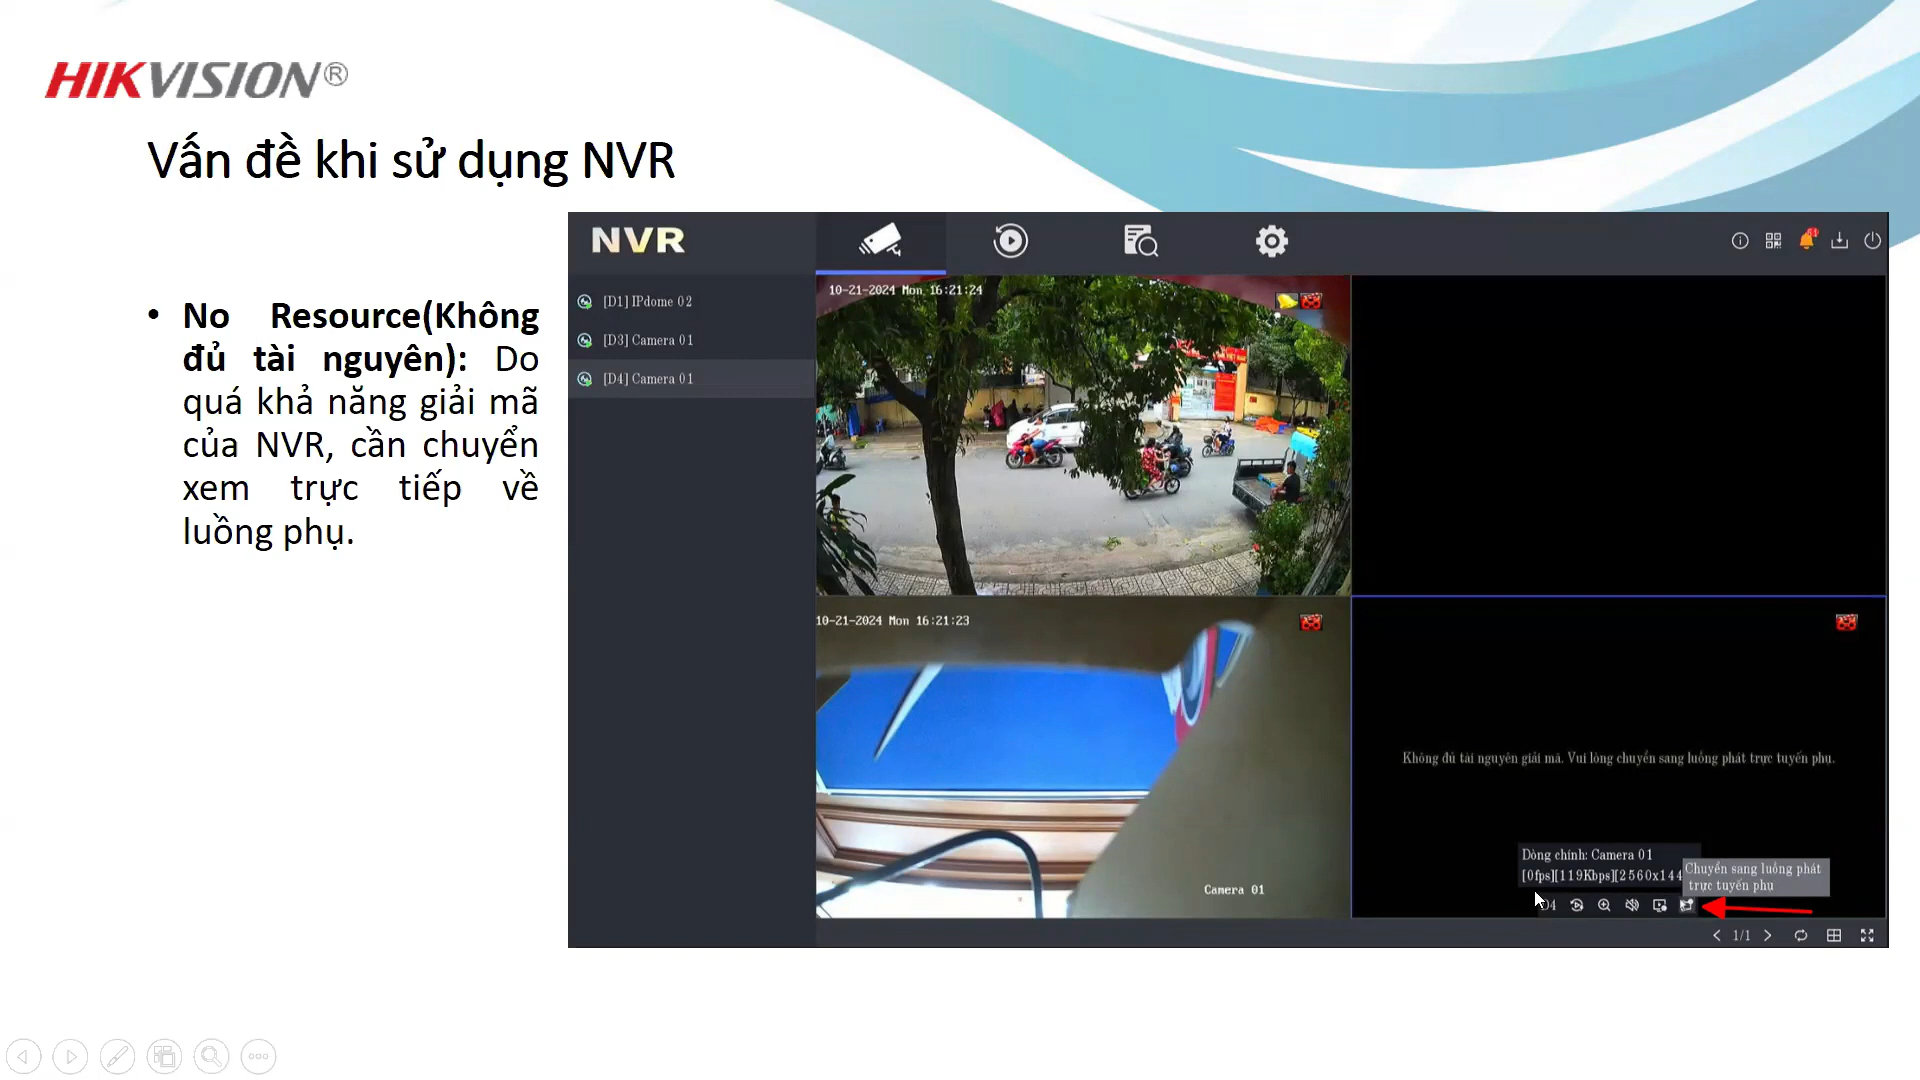 HIKVISION®
Vấn đề khi sử dụng NVR
• No Resource(Không
đủ tài nguyên): Do
quá khả năng giải mã
của NVR, cần chuyển
xem trực tiếp về
luồng phụ.
NVR
[D1] IPdome 02
[D3] Camera 01
[D4] Camera 01
10-21-2024 Mon 16:21:24
10-21-2024 Mon 16:21:23
Camera 01
Không đủ tài nguyên giải mã. Vui lòng chuyển sang luồng phát trực tuyến phụ.
Dòng chính: Camera 01
[0fps][119Kbps][2560x144
Chuyển sang luồng phát
trực tuyến phụ
D4
1/1